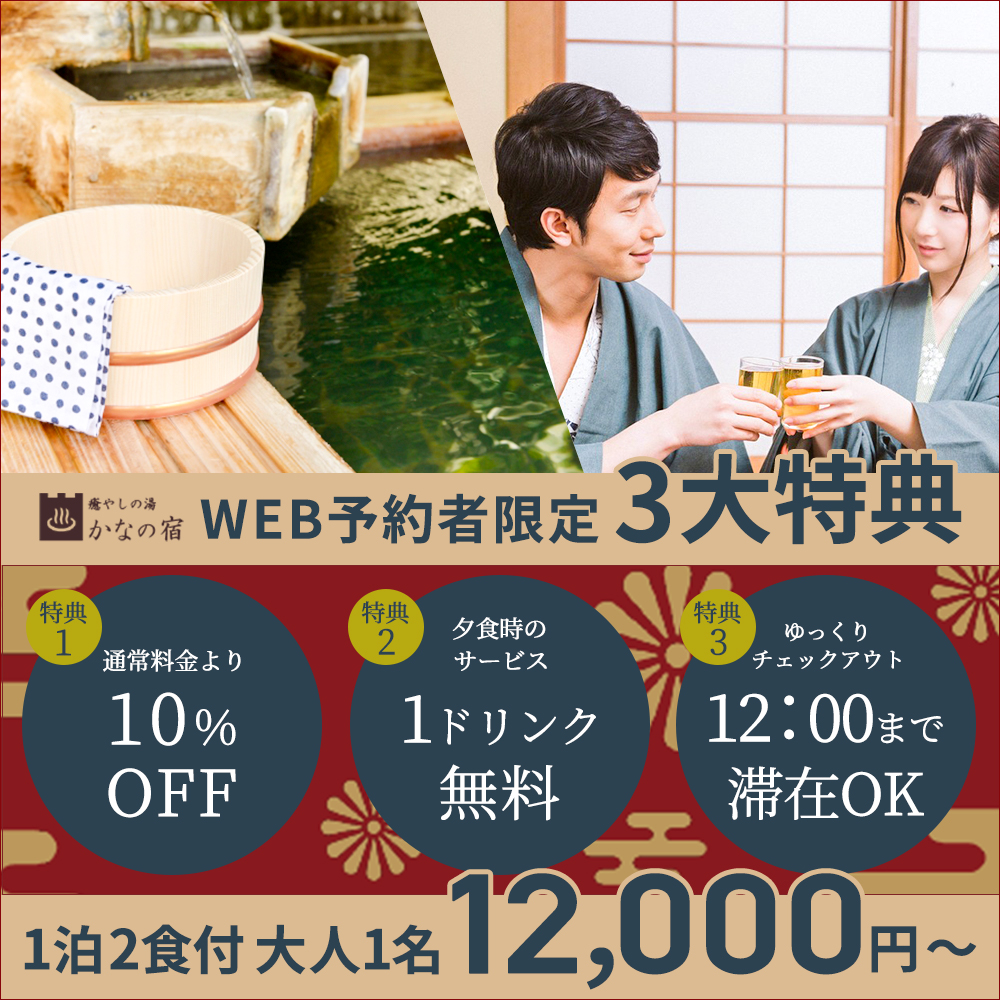 癒やしの湯
かなの宿
WEB予約者限定 3大特典
特典
1
通常料金より
10%
OFF
特典
2
夕食時の
サービス
1ドリンク
無料
特典
3
ゆっくり
チェックアウト
12:00まで
滞在OK
1泊2食付 大人1名 12,000円～